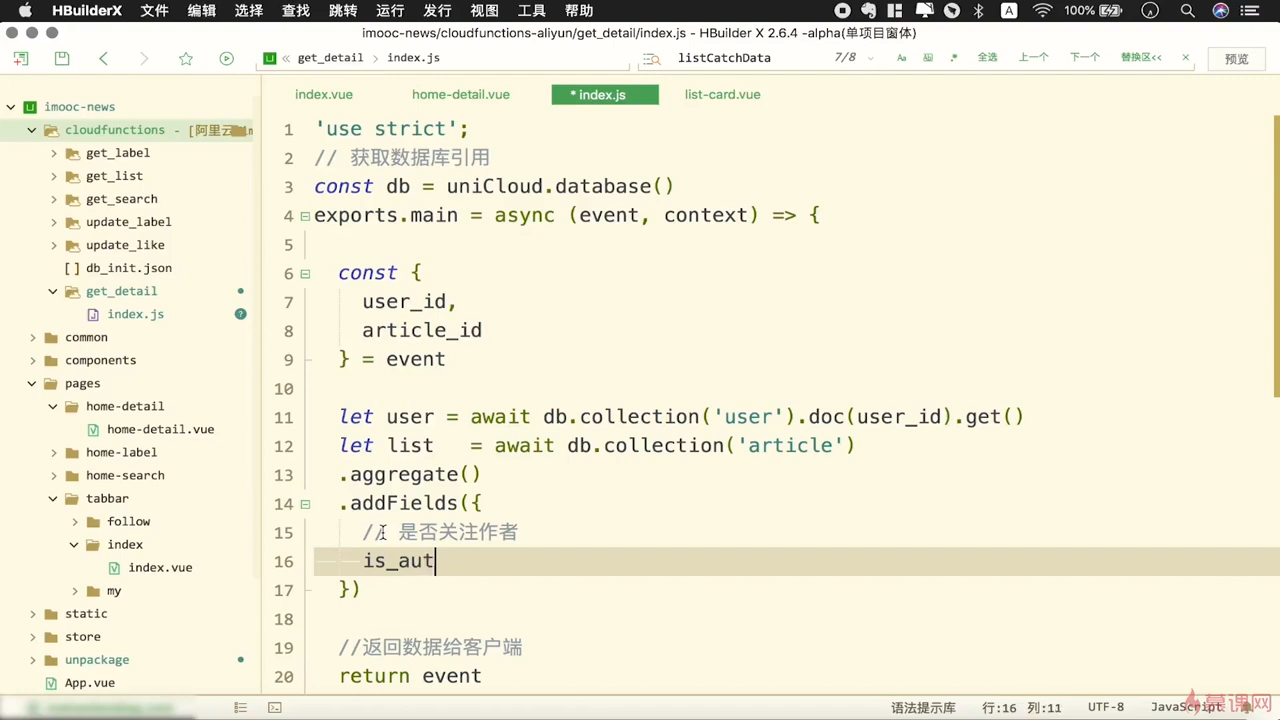 HBuilderX 文件 编辑 选择 查找 跳转 运行 发行 视图 工具 帮助 A 100%
imooc-news/cloudfunctions-aliyun/get_detail/index.js - HBuilder X 2.6.4 -alpha(单项目窗体)
get_detail index.js listCatchData 7/8 Aa 全选 上一个 下一个 替换区<< 预览
index.vue home-detail.vue * index.js list-card.vue
imooc-news
cloudfunctions - [阿里云
get_label
get_list
get_search
update_label
update_like
[] db_init.json
get_detail
index.js
common
components
pages
home-detail
home-detail.vue
home-label
home-search
tabbar
follow
index
index.vue
my
static
store
unpackage
App.vue
1 'use strict';
2 // 获取数据库引用
3 const db = uniCloud.database()
4 exports.main = async (event, context) => {
5
6 const {
7 user_id,
8 article_id
9 } = event
10
11 let user = await db.collection('user').doc(user_id).get()
12 let list   = await db.collection('article')
13 .aggregate()
14 .addFields({
15 // 是否关注作者
16 is_aut
17 })
18
19 //返回数据给客户端
20 return event
语法提示库 行:16 列:11 UTF-8 JavaScript
慕课网